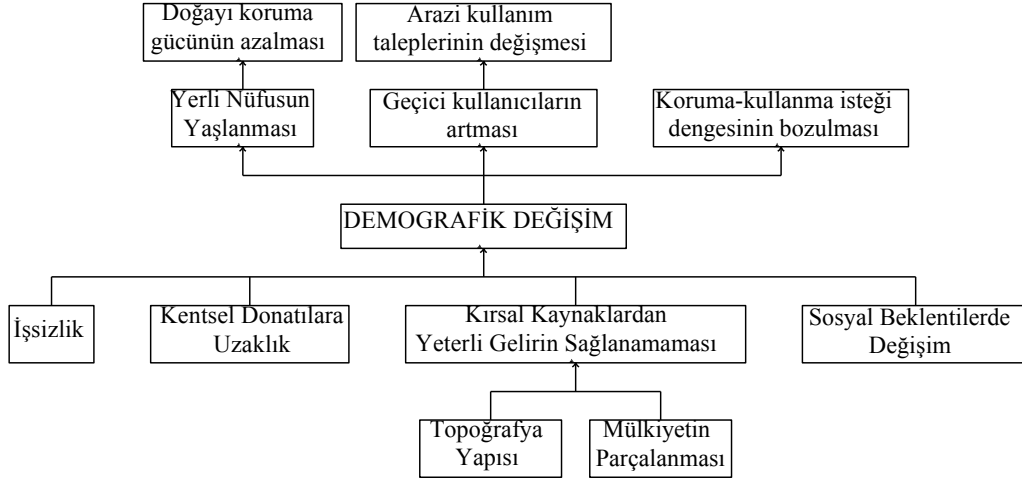 Doğayı koruma
gücünün azalması
Arazi kullanım
taleplerinin değişmesi
Yerli Nüfusun
Yaşlanması
Geçici kullanıcıların
artması
Koruma-kullanma isteği
dengesinin bozulması
DEMOGRAFİK DEĞİŞİM
İşsizlik
Kentsel Donatılara
Uzaklık
Kırsal Kaynaklardan
Yeterli Gelirin Sağlanamaması
Sosyal Beklentilerde
Değişim
Topoğrafya
Yapısı
Mülkiyetin
Parçalanması